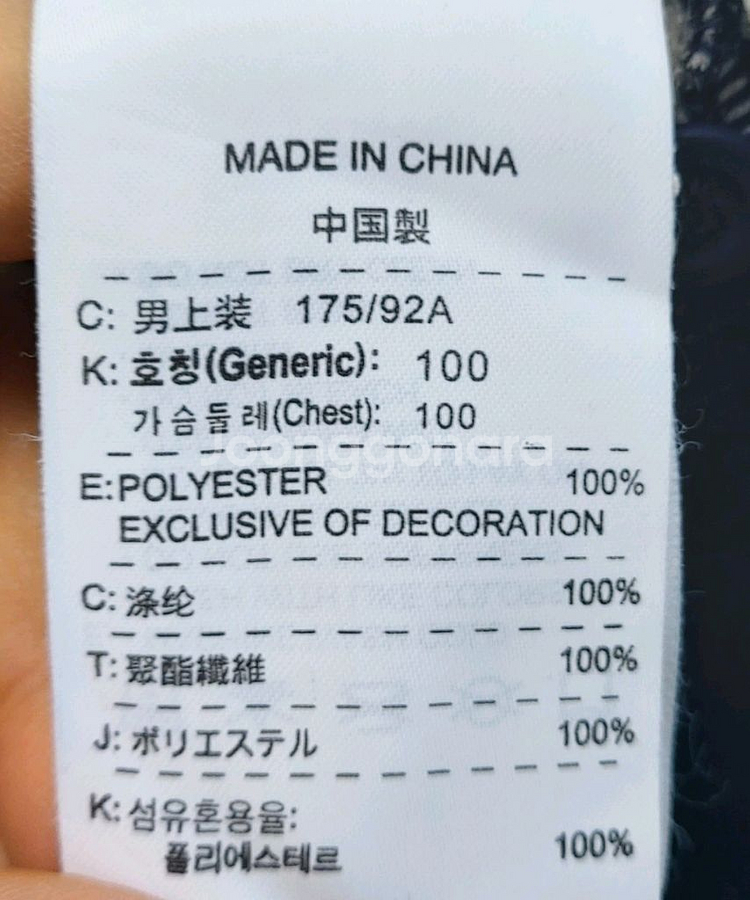 MADE IN CHINA
中国製
C: 男上装 175/92A
K: 호칭(Generic): 100
가슴둘레(Chest): 100
Joonggonara
E:POLYESTER 100%
EXCLUSIVE OF DECORATION
C: 涤纶 100%
T: 聚酯纖維 100%
J: ポリエステル 100%
K: 섬유혼용율:
폴리에스테르 100%